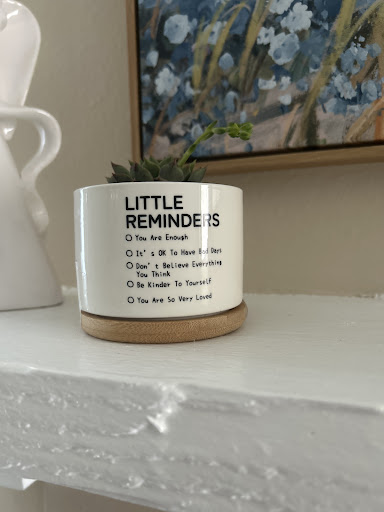 LITTLE
REMINDERS
You Are Enough
It's OK To Have Bad Days
Don't Believe Everything
You Think
Be Kinder To Yourself
You Are So Very Loved